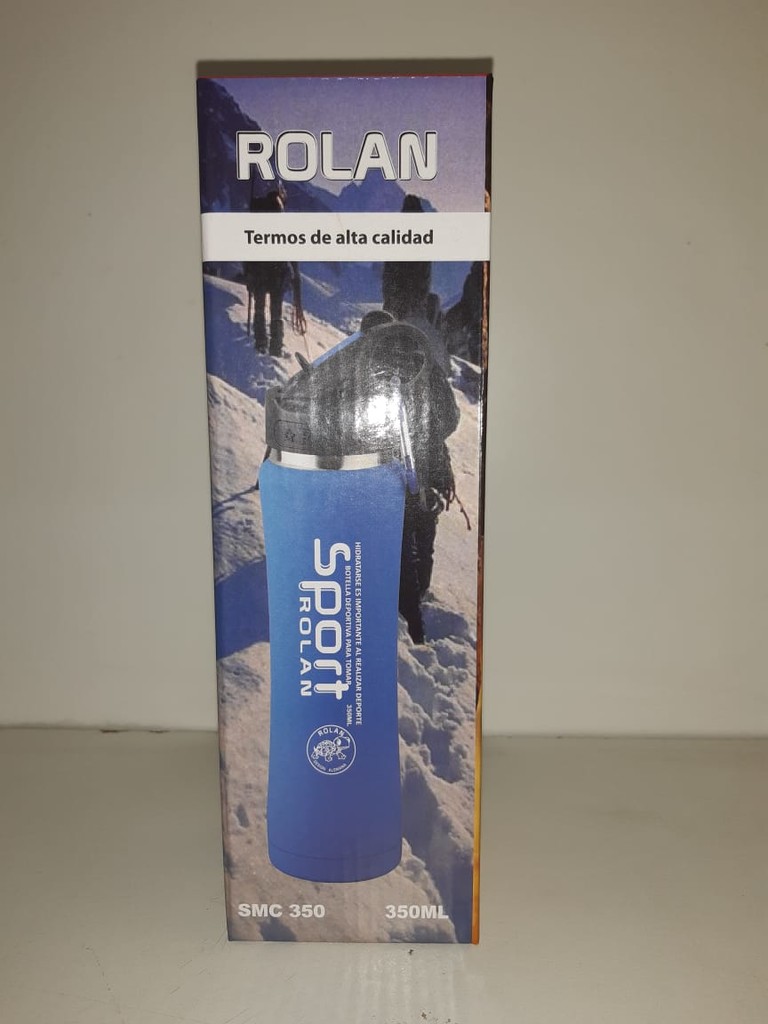 ROLAN
Termos de alta calidad
HIDRATARSE ES IMPORTANTE AL REALIZAR DEPORTE
BOTELLA DEPORTIVA PARA TOMAR
350ML
Sport
ROLAN
ROLAN
SMC 350
350ML